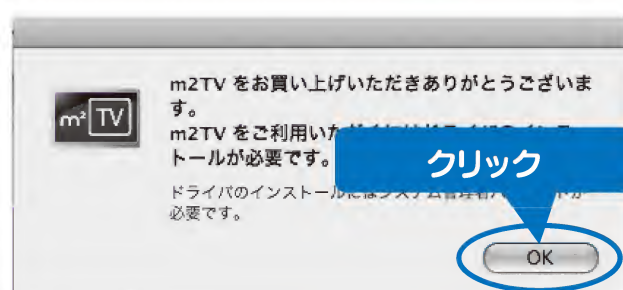 m2TV をお買い上げいただきありがとうございま
す。
m² TV
m2TV をご利用いた
トールが必要です。
クリック
ドライバのインストール
必要です。
OK